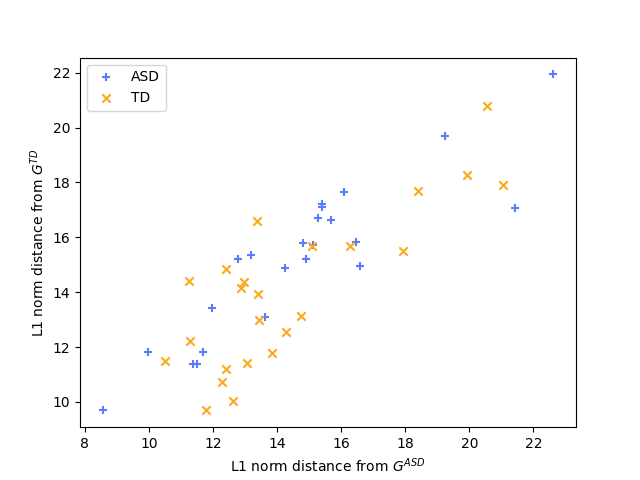 ASD
TD
L1 norm distance from G^{TD}
22
20
18
16
14
12
10
8 10 12 14 16 18 20 22
L1 norm distance from G^{ASD}